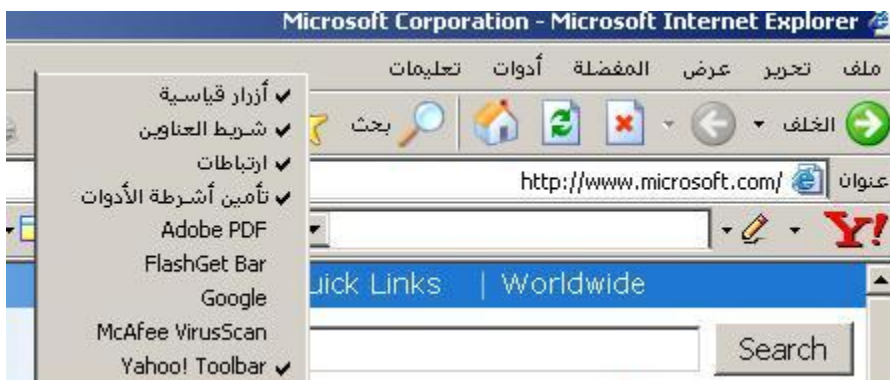 Microsoft Corporation - Microsoft Internet Explorer
ملف تحرير عرض المفضلة أدوات تعليمات
الخلف بحث
عنوان http://www.microsoft.com/
Y!
Quick Links | Worldwide
Search
أزرار قياسية
شريط العناوين
ارتباطات
تأمين أشرطة الأدوات
Adobe PDF
FlashGet Bar
Google
McAfee VirusScan
Yahoo! Toolbar